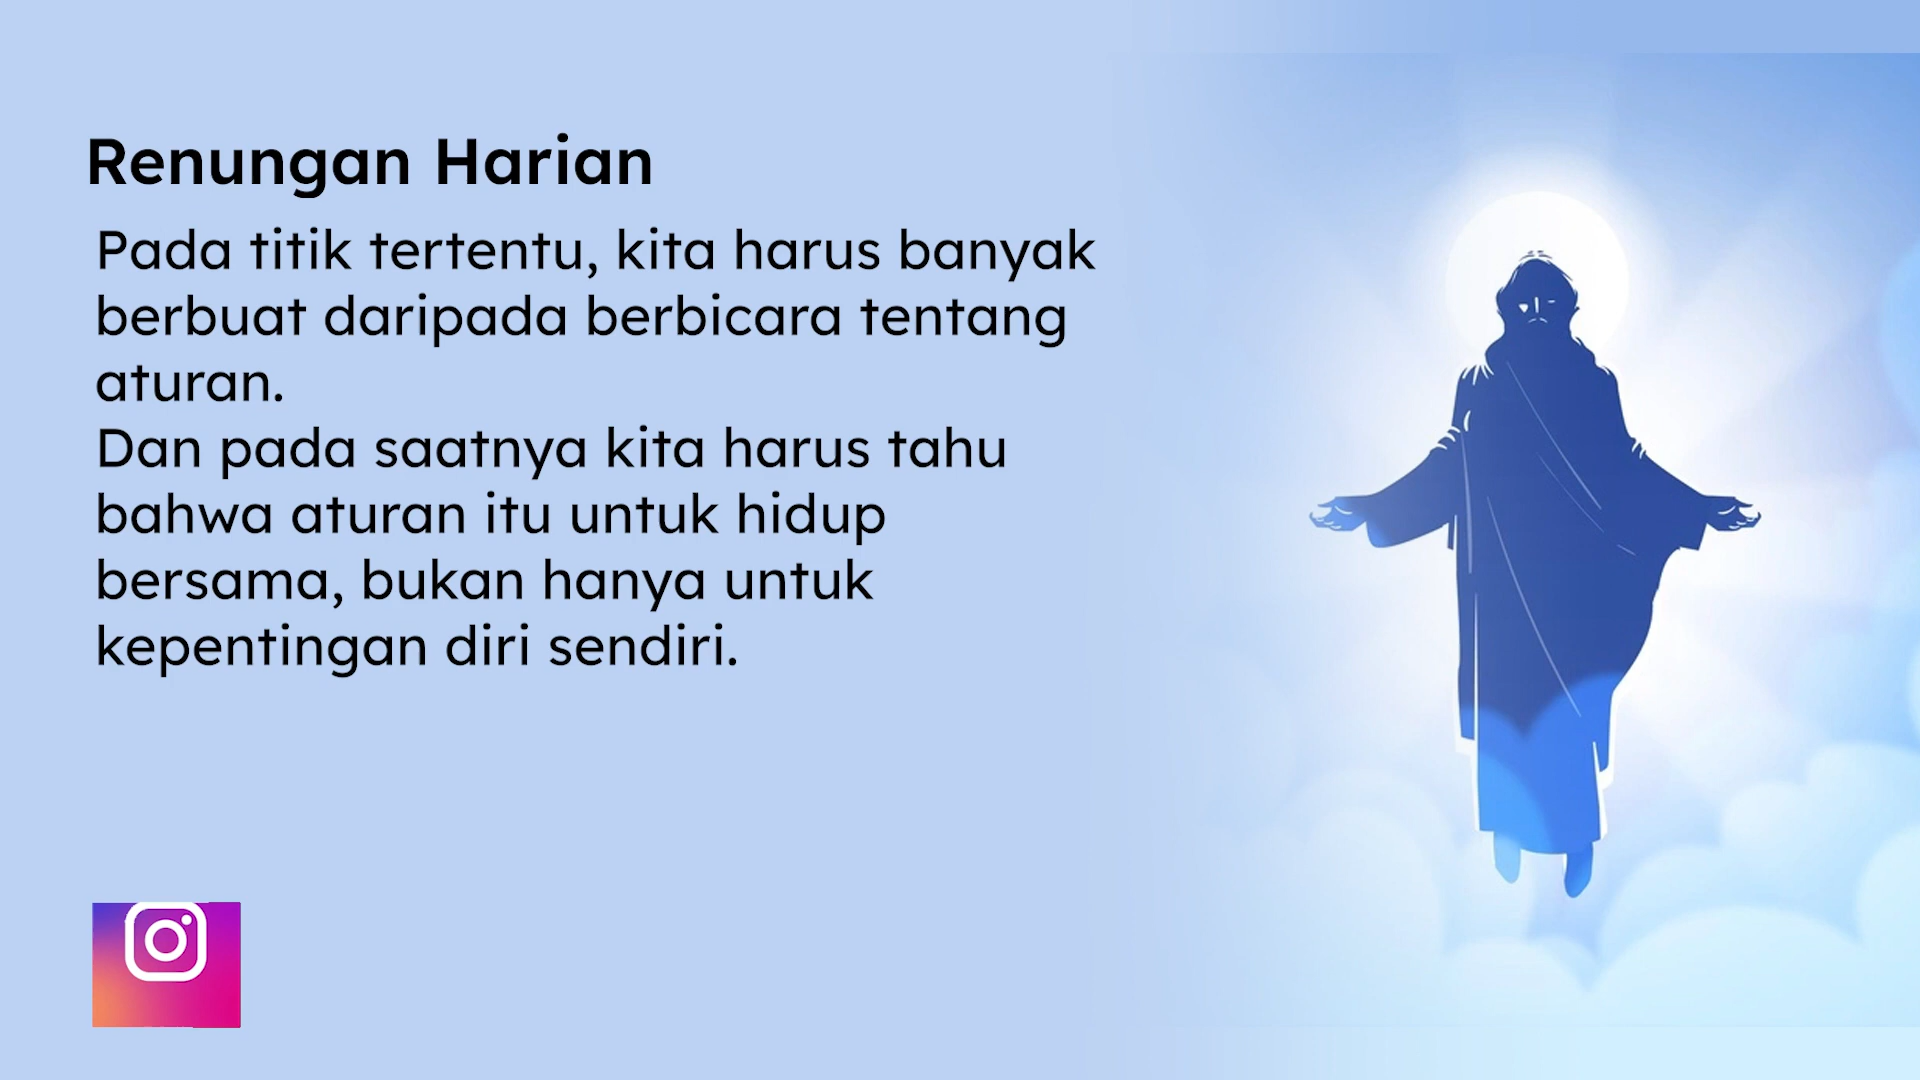 Renungan Harian
Pada titik tertentu, kita harus banyak
berbuat daripada berbicara tentang
aturan.
Dan pada saatnya kita harus tahu
bahwa aturan itu untuk hidup
bersama, bukan hanya untuk
kepentingan diri sendiri.